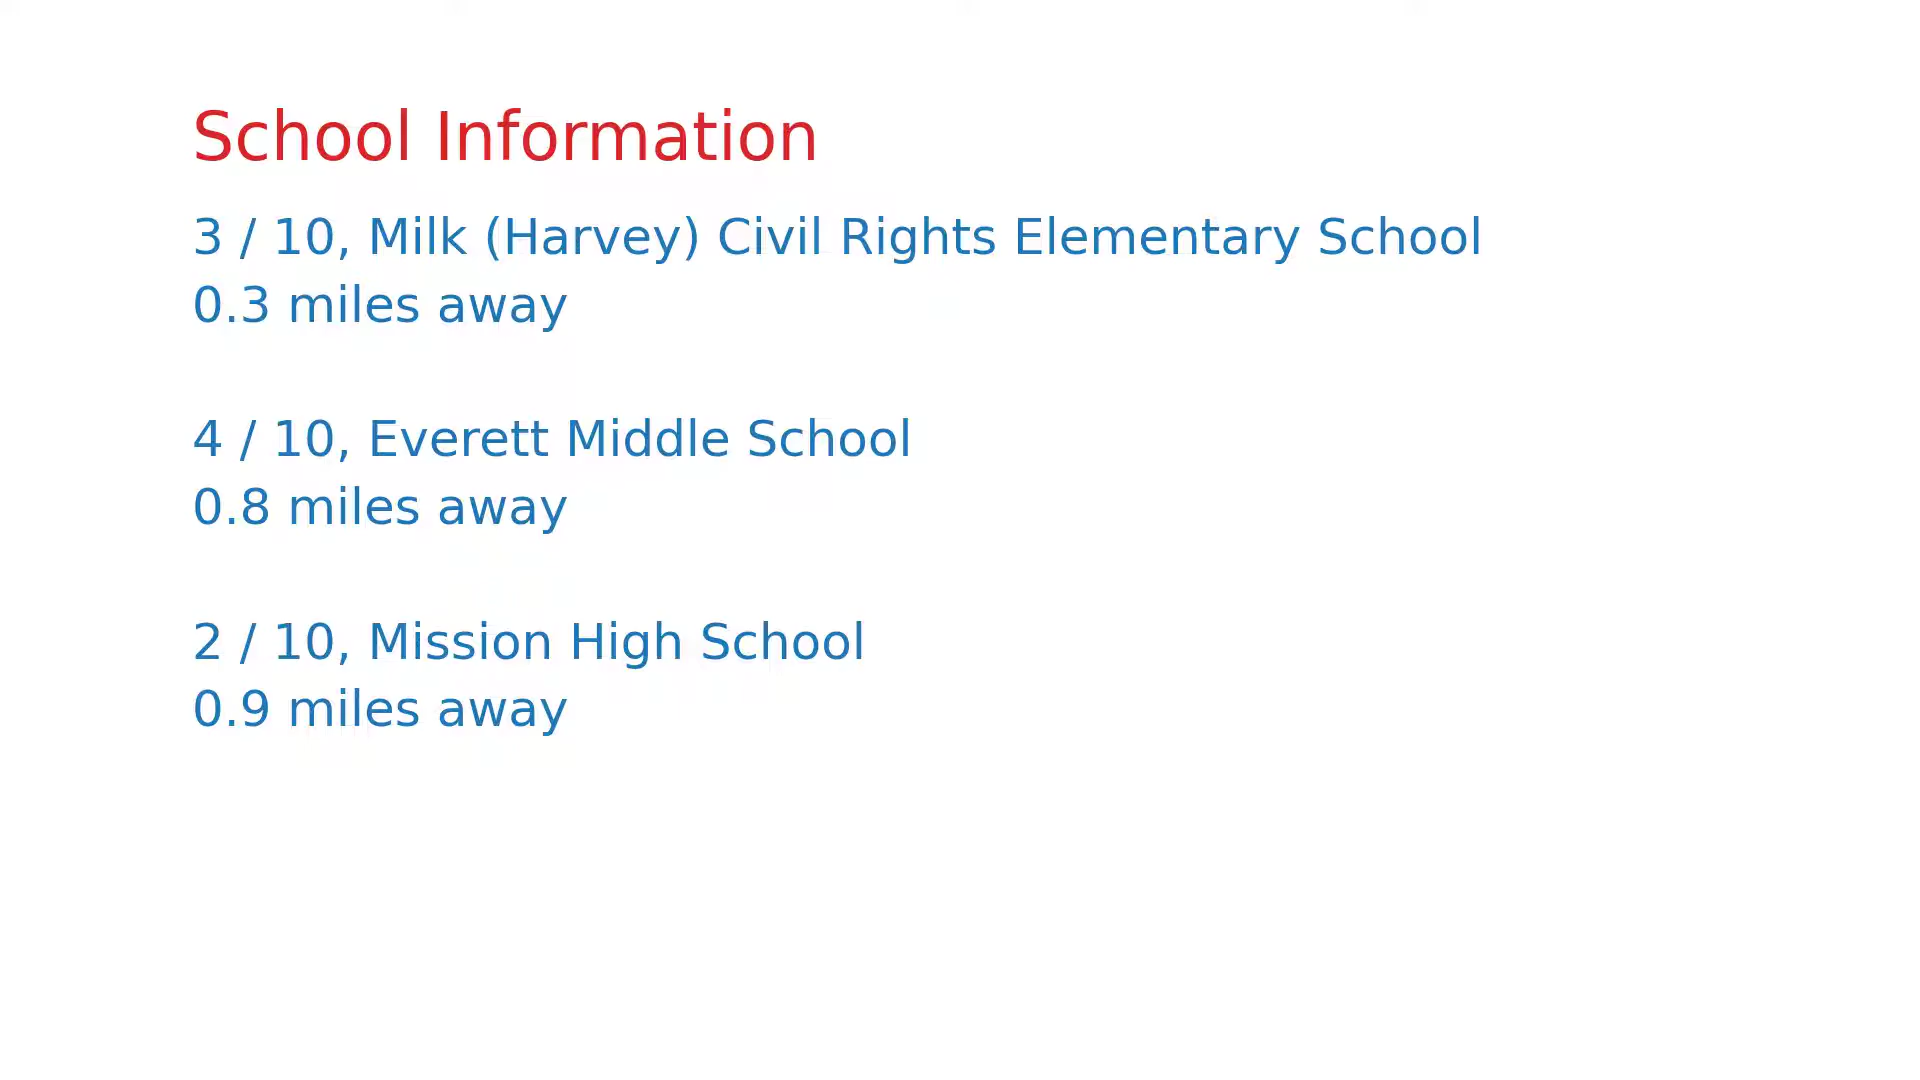 School Information
3 / 10, Milk (Harvey) Civil Rights Elementary School
0.3 miles away
4 / 10, Everett Middle School
0.8 miles away
2 / 10, Mission High School
0.9 miles away